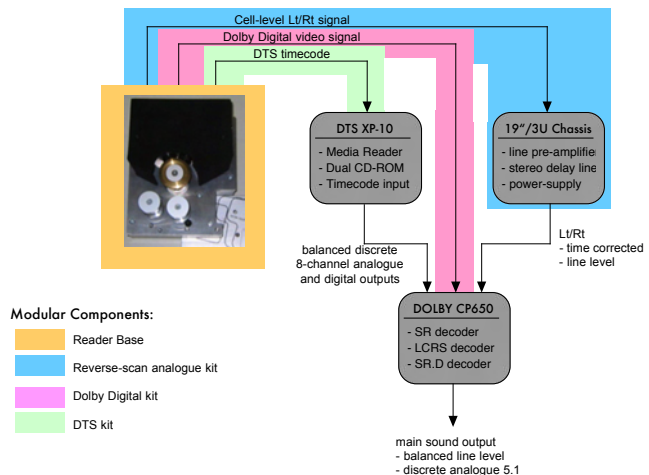 Cell-level Lt/Rt signal
Dolby Digital video signal
DTS timecode
DTS XP-10
- Media Reader
- Dual CD-ROM
- Timecode input
19"/3U Chassis
- line pre-amplifie
- stereo delay line
- power-supply
balanced discrete
8-channel analogue
and digital outputs
Lt/Rt
- time corrected
- line level
DOLBY CP650
- SR decoder
- LCRS decoder
- SR.D decoder
Modular Components:
Reader Base
Reverse-scan analogue kit
Dolby Digital kit
DTS kit
main sound output
- balanced line level
- discrete analogue 5.1